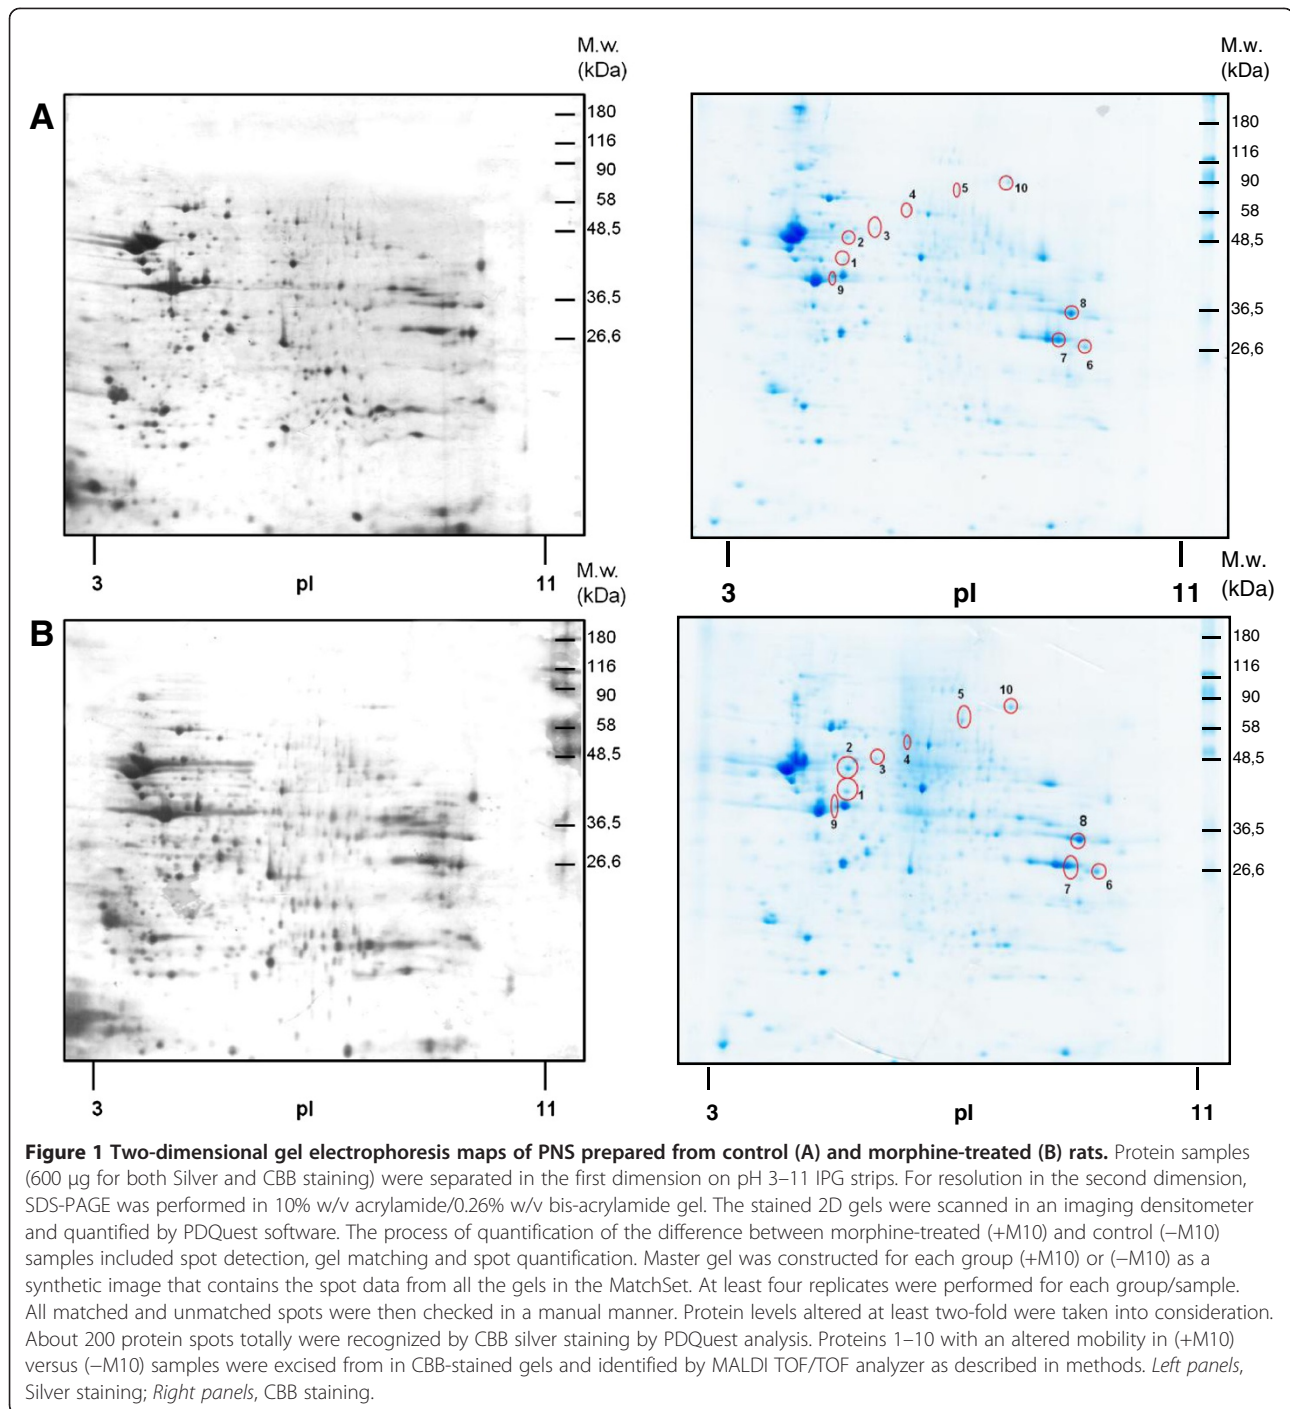 M.w.
(kDa)
M.w.
(kDa)
A
180
116
90
58
48,5
36,5
26,6
3
pI
11
4
5
10
2
3
1
9
8
7
6
180
116
90
58
48,5
36,5
26,6
3
pI
11
M.w.
(kDa)
M.w.
(kDa)
B
180
116
90
58
48,5
36,5
26,6
3
pI
11
5
10
2
3
4
1
9
8
7
6
180
116
90
58
48,5
36,5
26,6
3
pI
11
Figure 1 Two-dimensional gel electrophoresis maps of PNS prepared from control (A) and morphine-treated (B) rats. Protein samples
(600 μg for both Silver and CBB staining) were separated in the first dimension on pH 3–11 IPG strips. For resolution in the second dimension,
SDS-PAGE was performed in 10% w/v acrylamide/0.26% w/v bis-acrylamide gel. The stained 2D gels were scanned in an imaging densitometer
and quantified by PDQuest software. The process of quantification of the difference between morphine-treated (+M10) and control (−M10)
samples included spot detection, gel matching and spot quantification. Master gel was constructed for each group (+M10) or (−M10) as a
synthetic image that contains the spot data from all the gels in the MatchSet. At least four replicates were performed for each group/sample.
All matched and unmatched spots were then checked in a manual manner. Protein levels altered at least two-fold were taken into consideration.
About 200 protein spots totally were recognized by CBB silver staining by PDQuest analysis. Proteins 1–10 with an altered mobility in (+M10)
versus (−M10) samples were excised from in CBB-stained gels and identified by MALDI TOF/TOF analyzer as described in methods. Left panels,
Silver staining; Right panels, CBB staining.